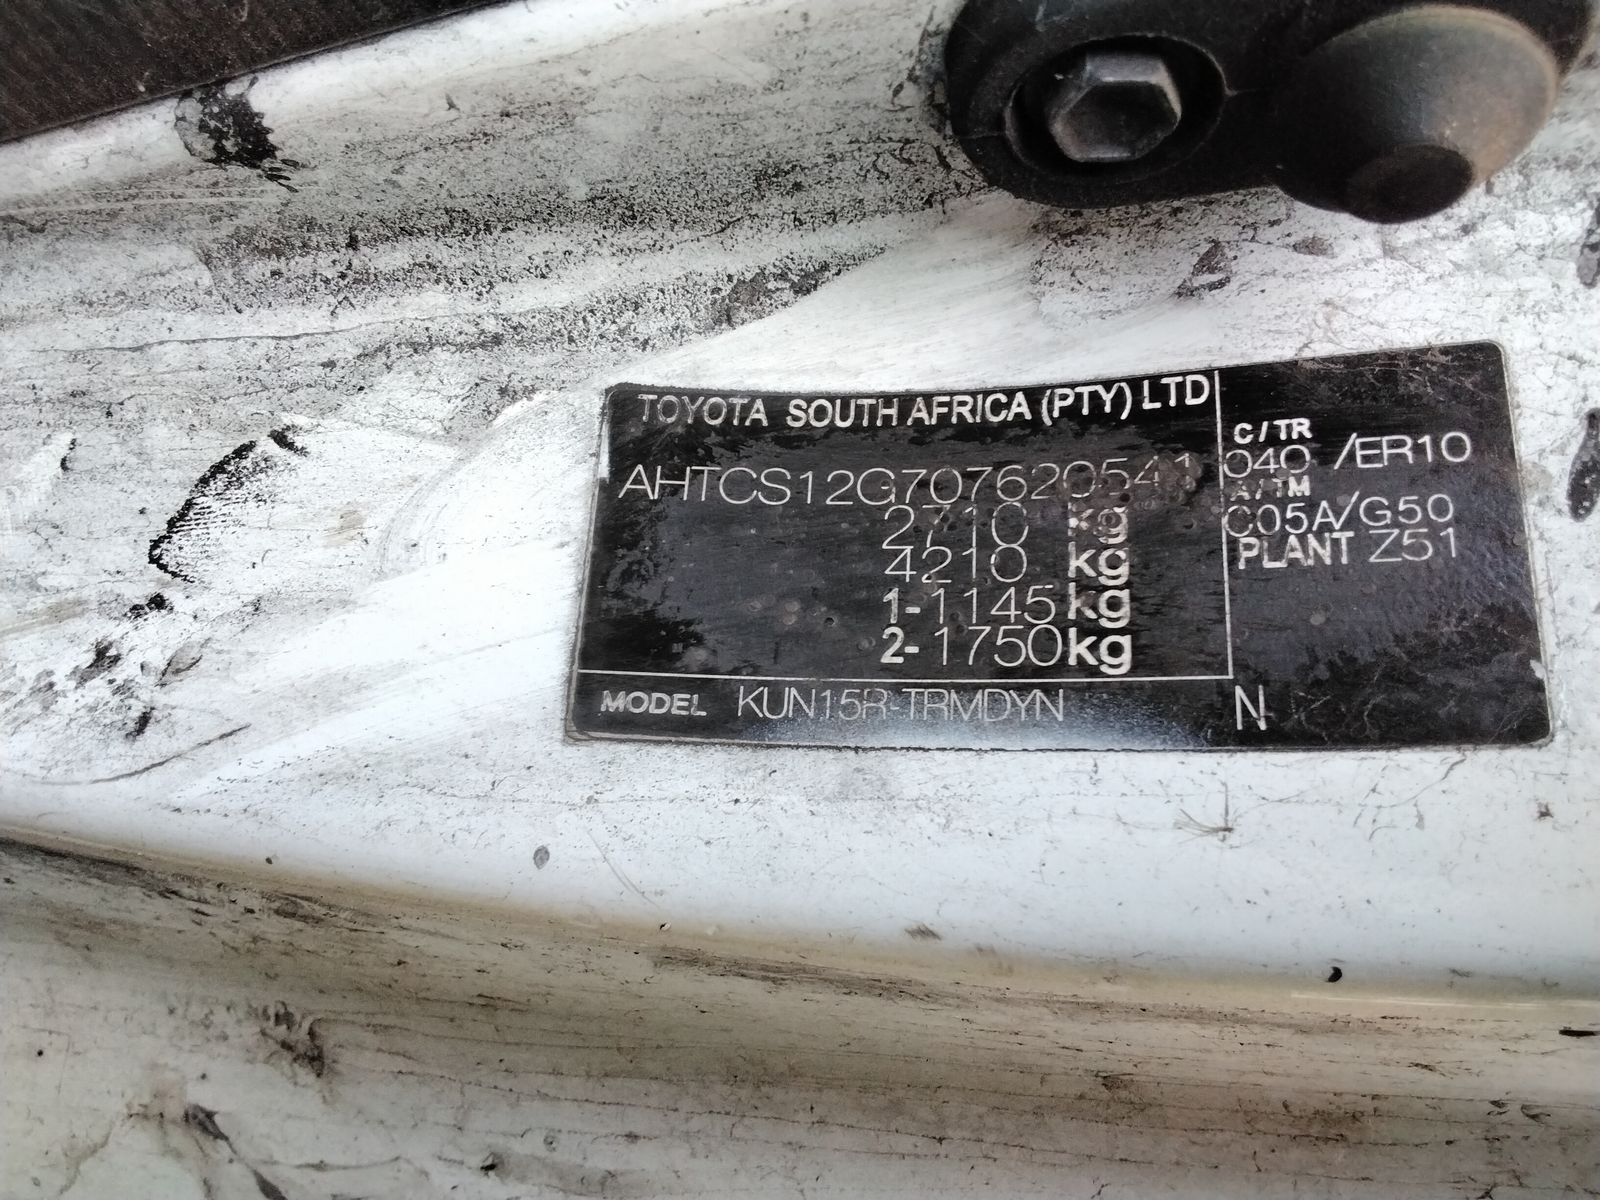 TOYOTA SOUTH AFRICA (PTY) LTD
AHTCS12G707620541
2710 kg
4210 kg
1-1145 kg
2-1750 kg
C/TR
040 /ER10
A/TM
C05A/G50
PLANT Z51
MODEL KUN15R-TRMDYN N